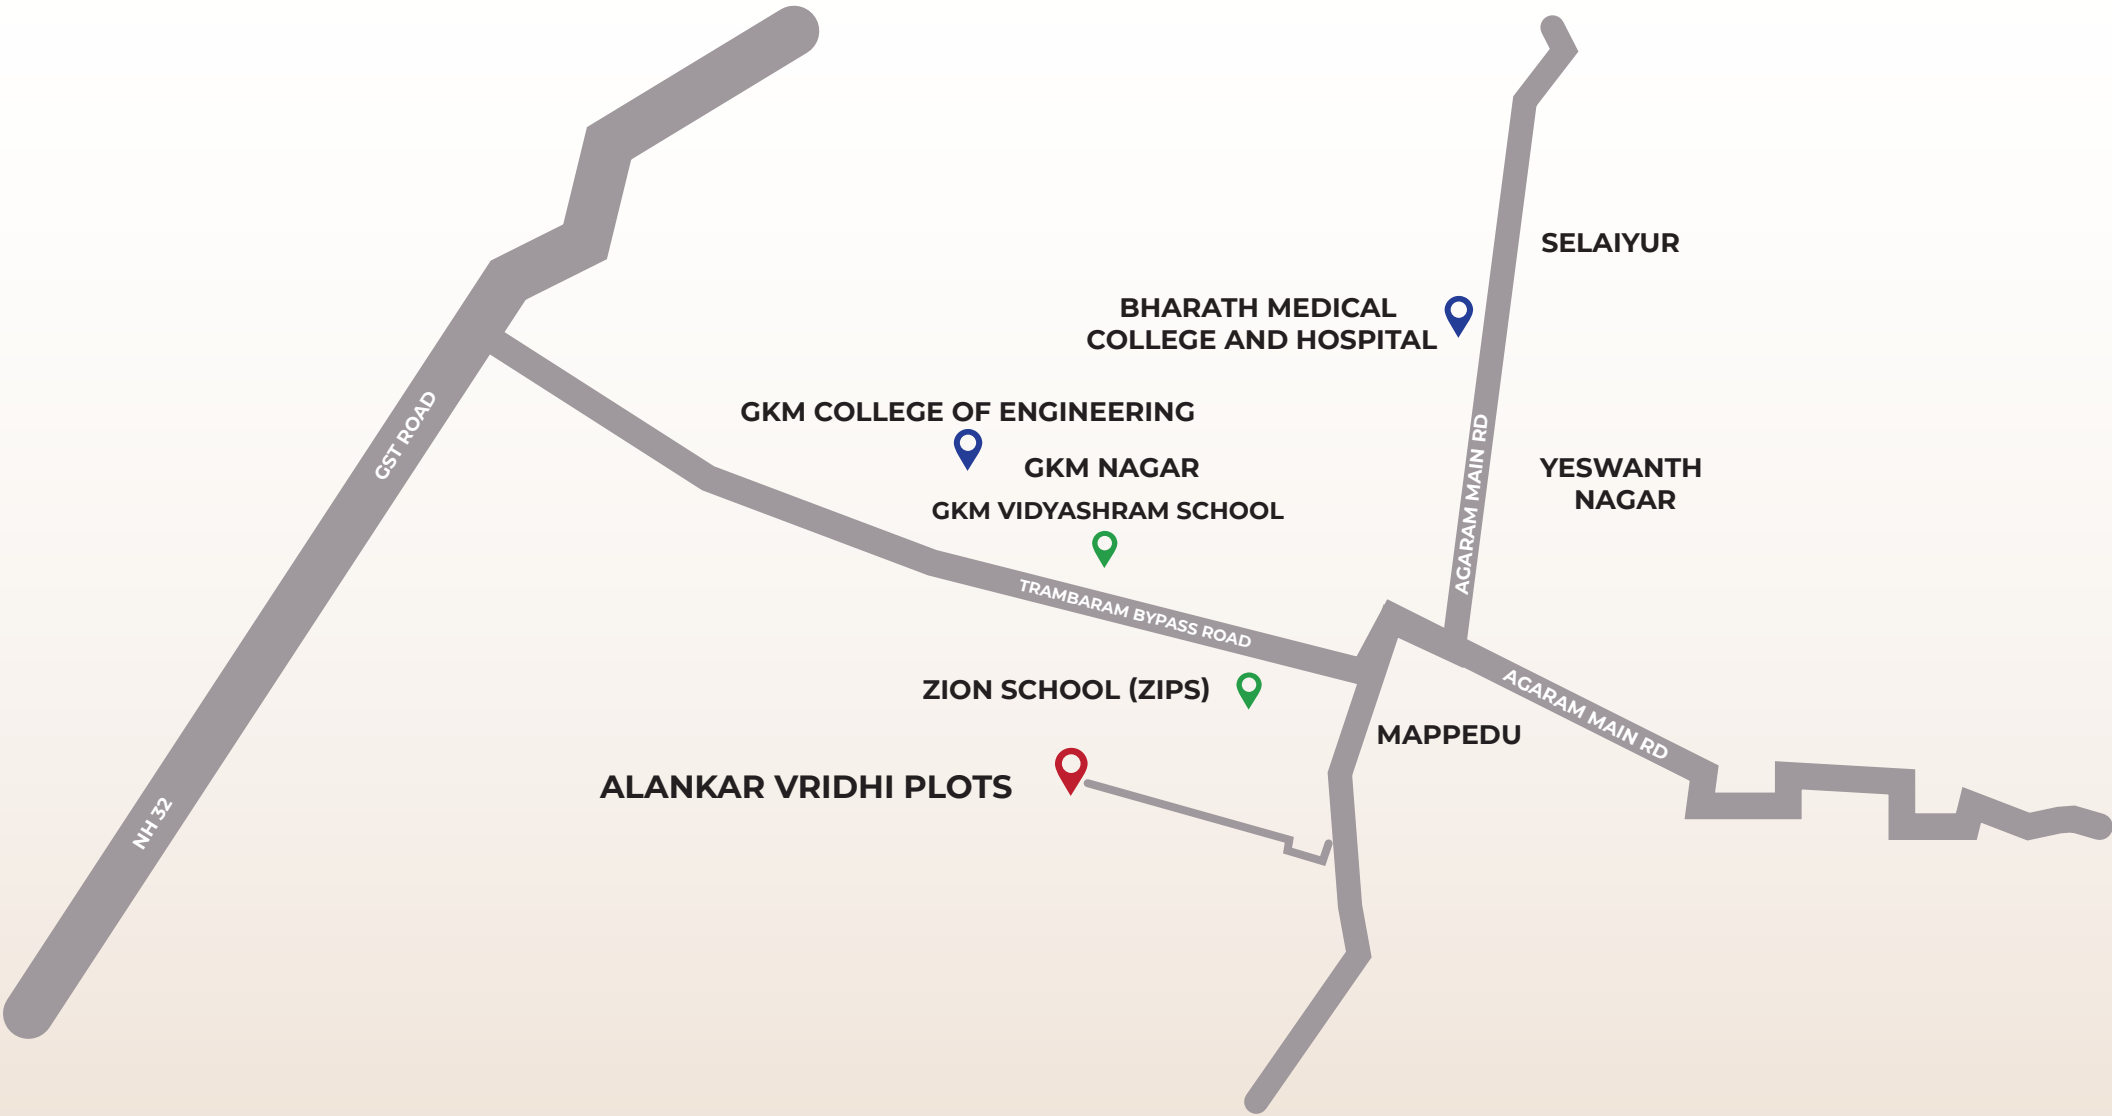 SELAIYUR
BHARATH MEDICAL
COLLEGE AND HOSPITAL
GST ROAD
GKM COLLEGE OF ENGINEERING
AGARAM MAIN RD
GKM NAGAR
YESWANTH
NAGAR
GKM VIDYASHRAM SCHOOL
TRAMBARAM BYPASS ROAD
ZION SCHOOL (ZIPS)
AGARAM MAIN RD
MAPPEDU
ALANKAR VRIDHI PLOTS
NH 32